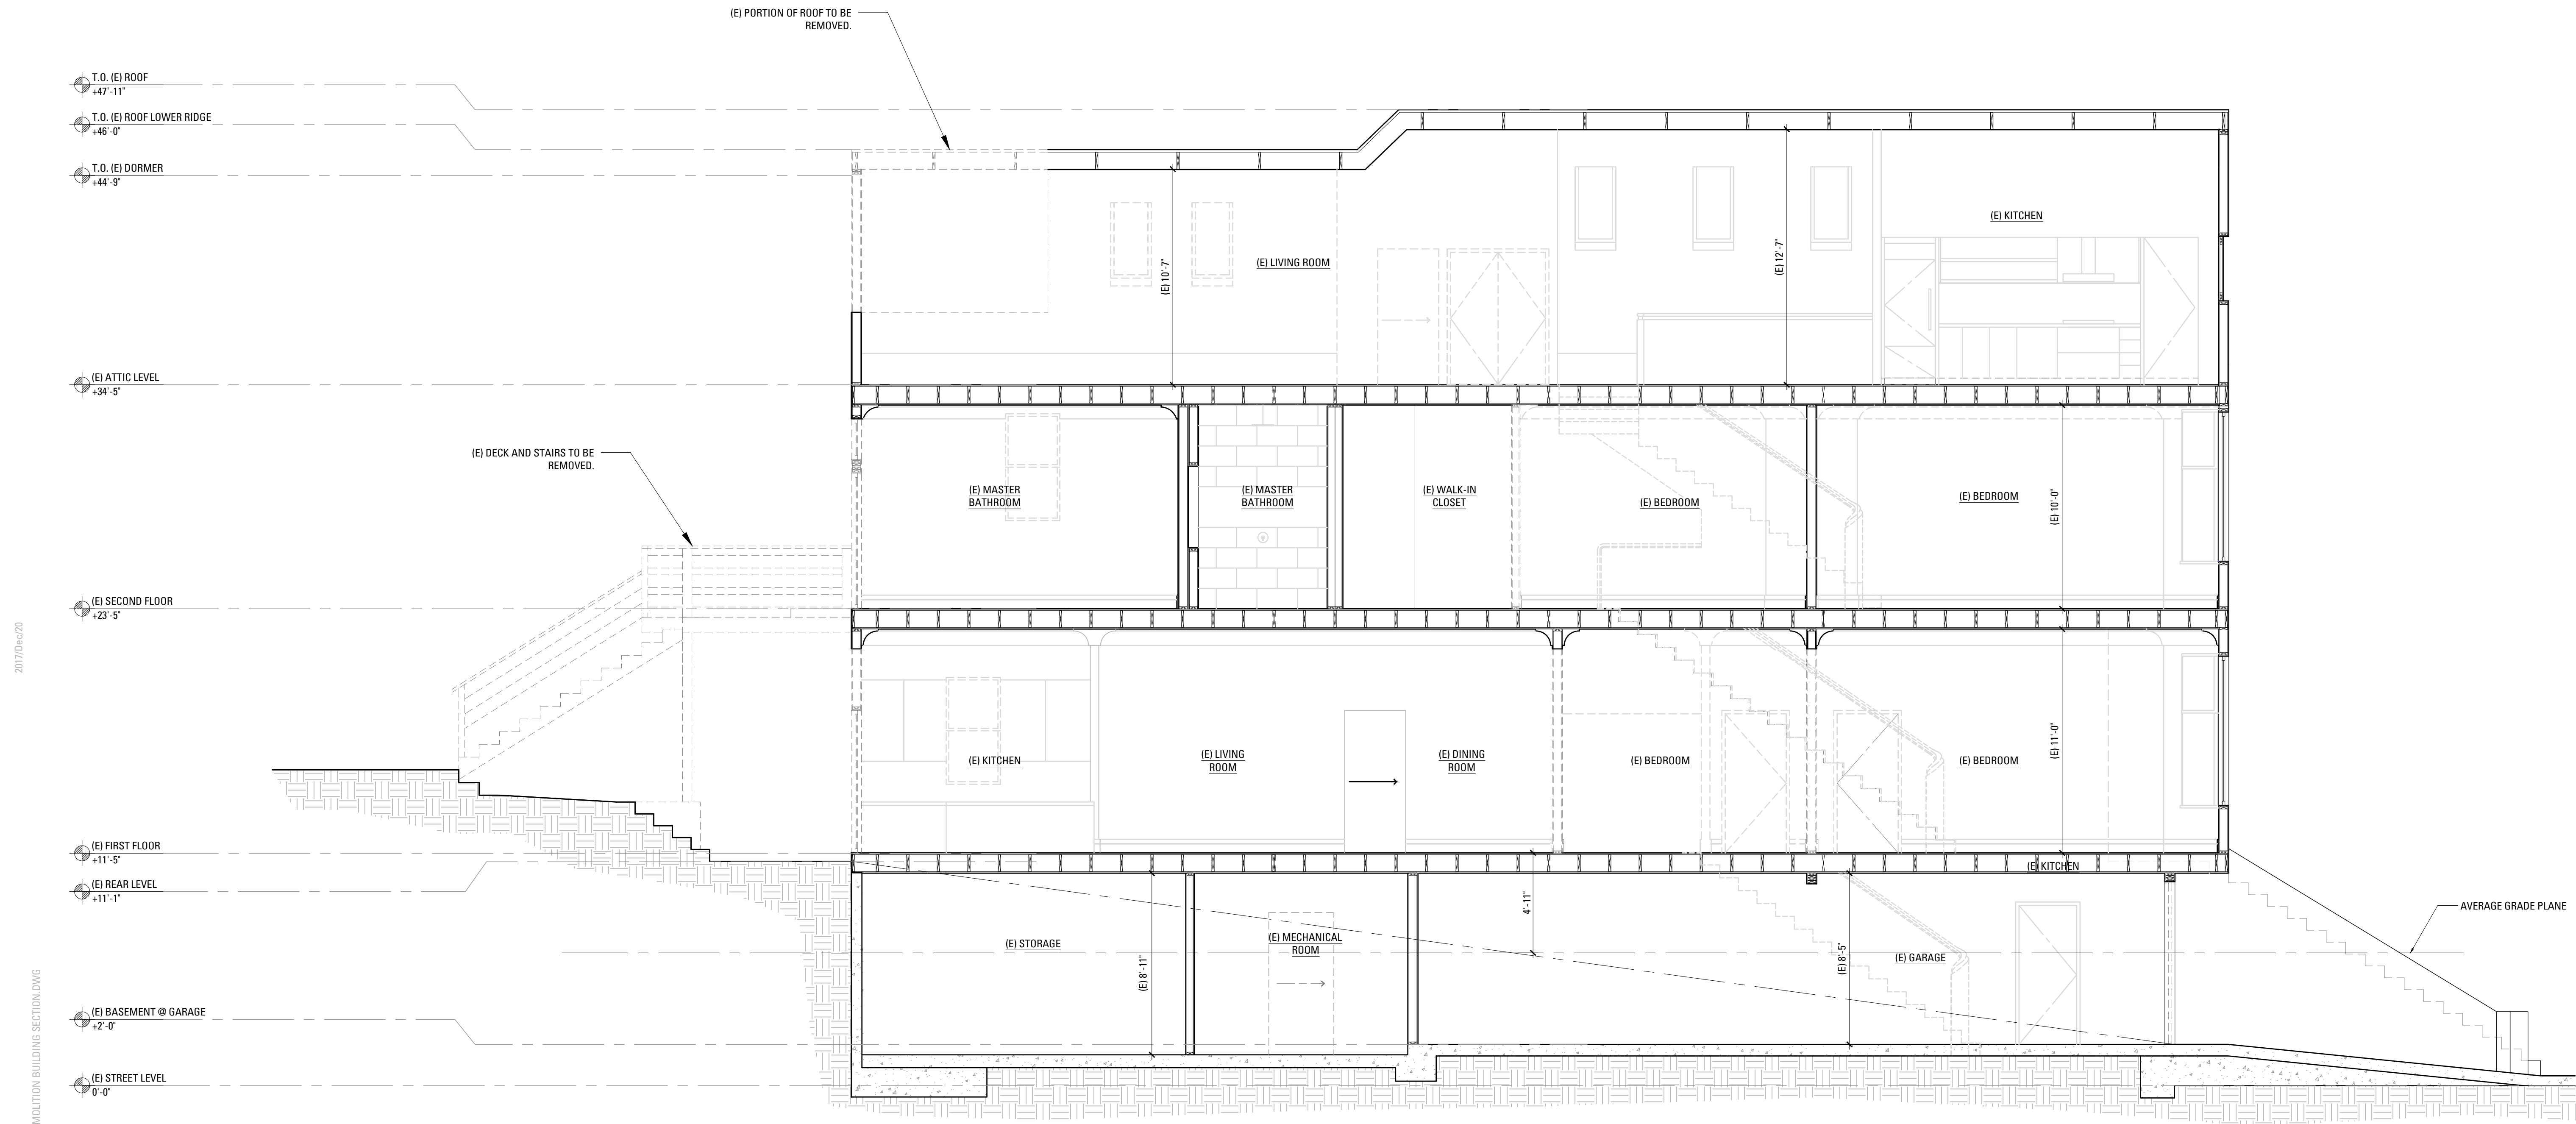 (E) PORTION OF ROOF TO BE
REMOVED.
T.O. (E) ROOF
+47'-11"
T.O. (E) ROOF LOWER RIDGE
+46'-0"
T.O. (E) DORMER
+44'-9"
(E) KITCHEN
(E) LIVING ROOM
(E) 10'-7"
(E) 12'-7"
(E) ATTIC LEVEL
+34'-5"
(E) DECK AND STAIRS TO BE
REMOVED.
(E) MASTER
BATHROOM
(E) MASTER
BATHROOM
(E) WALK-IN
CLOSET
(E) BEDROOM
(E) BEDROOM
(E) 10'-0"
(E) SECOND FLOOR
+23'-5"
2017/Dec/20
(E) KITCHEN
(E) LIVING
ROOM
(E) DINING
ROOM
(E) BEDROOM
(E) BEDROOM
(E) 11'-0"
(E) FIRST FLOOR
+11'-5"
(E) REAR LEVEL
+11'-1"
(E) KITCHEN
4'-11"
AVERAGE GRADE PLANE
(E) STORAGE
(E) MECHANICAL
ROOM
(E) GARAGE
(E) 8'-11"
(E) 8'-5"
(E) BASEMENT @ GARAGE
+2'-0"
(E) STREET LEVEL
0'-0"
MOLITION BUILDING SECTION.DWG